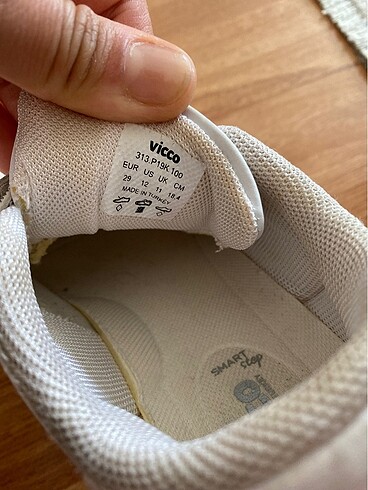 vicco
313.P19K.100
EUR US UK CM
29 12 11 18.4
MADE IN TURKEY
SMART
step